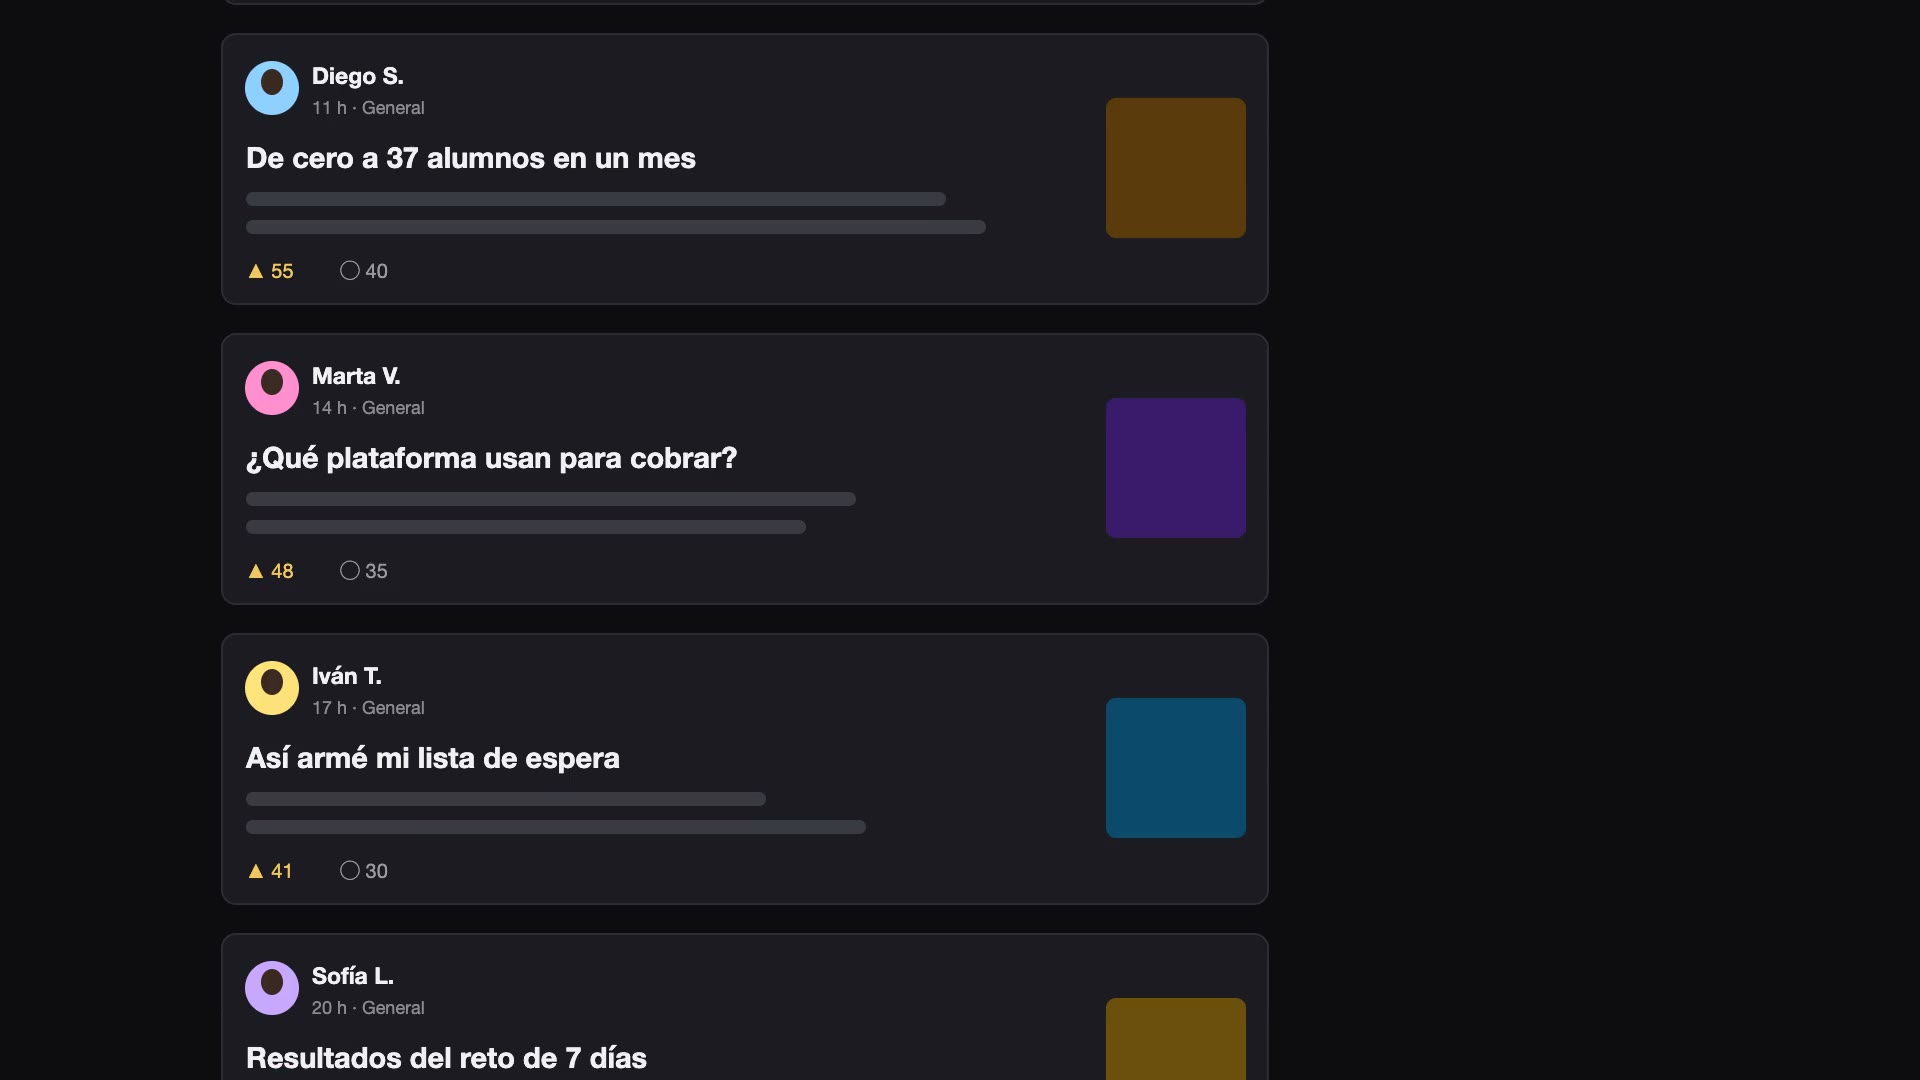 Diego S.
11 h · General
De cero a 37 alumnos en un mes
▲ 55 ◯ 40
Marta V.
14 h · General
¿Qué plataforma usan para cobrar?
▲ 48 ◯ 35
Iván T.
17 h · General
Así armé mi lista de espera
▲ 41 ◯ 30
Sofía L.
20 h · General
Resultados del reto de 7 días